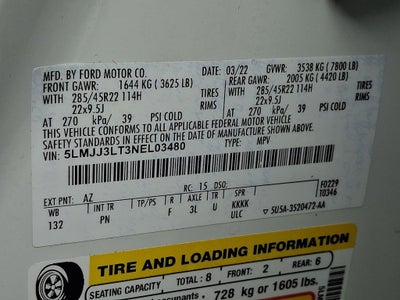 MFD. BY FORD MOTOR CO.
03/22 GVWR: 3538 KG ( 7800 LB)
FRONT GAWR: 1644 KG ( 3625 LB) REAR GAWR: 2005 KG ( 4420 LB)
WITH 285/45R22 114H TIRES WITH 285/45R22 114H TIRES
22x9.5J RIMS 22x9.5J RIMS
AT 270 kPa/ 39 PSI COLD AT 270 kPa/ 39 PSI COLD
THIS VEHICLE CONFORMS TO ALL APPLICABLE FEDERAL MOTOR VEHICLE
SAFETY STANDARDS IN EFFECT ON THE DATE OF MANUFACTURE SHOWN ABOVE.
VIN: 5LMJJ3LT3NEL03480
TYPE: MPV
F0229
T0346
EXT PNT: AZ RC: 15 DSO:
WB INT TR TP/PS R AXLE TR SPR
132 PN F 3L U KKKK
ULC 5U5A-3520472-AA
TIRE AND LOADING INFORMATION
SEATING CAPACITY TOTAL: 8 FRONT: 2 REAR: 6
728 kg or 1605 lbs.